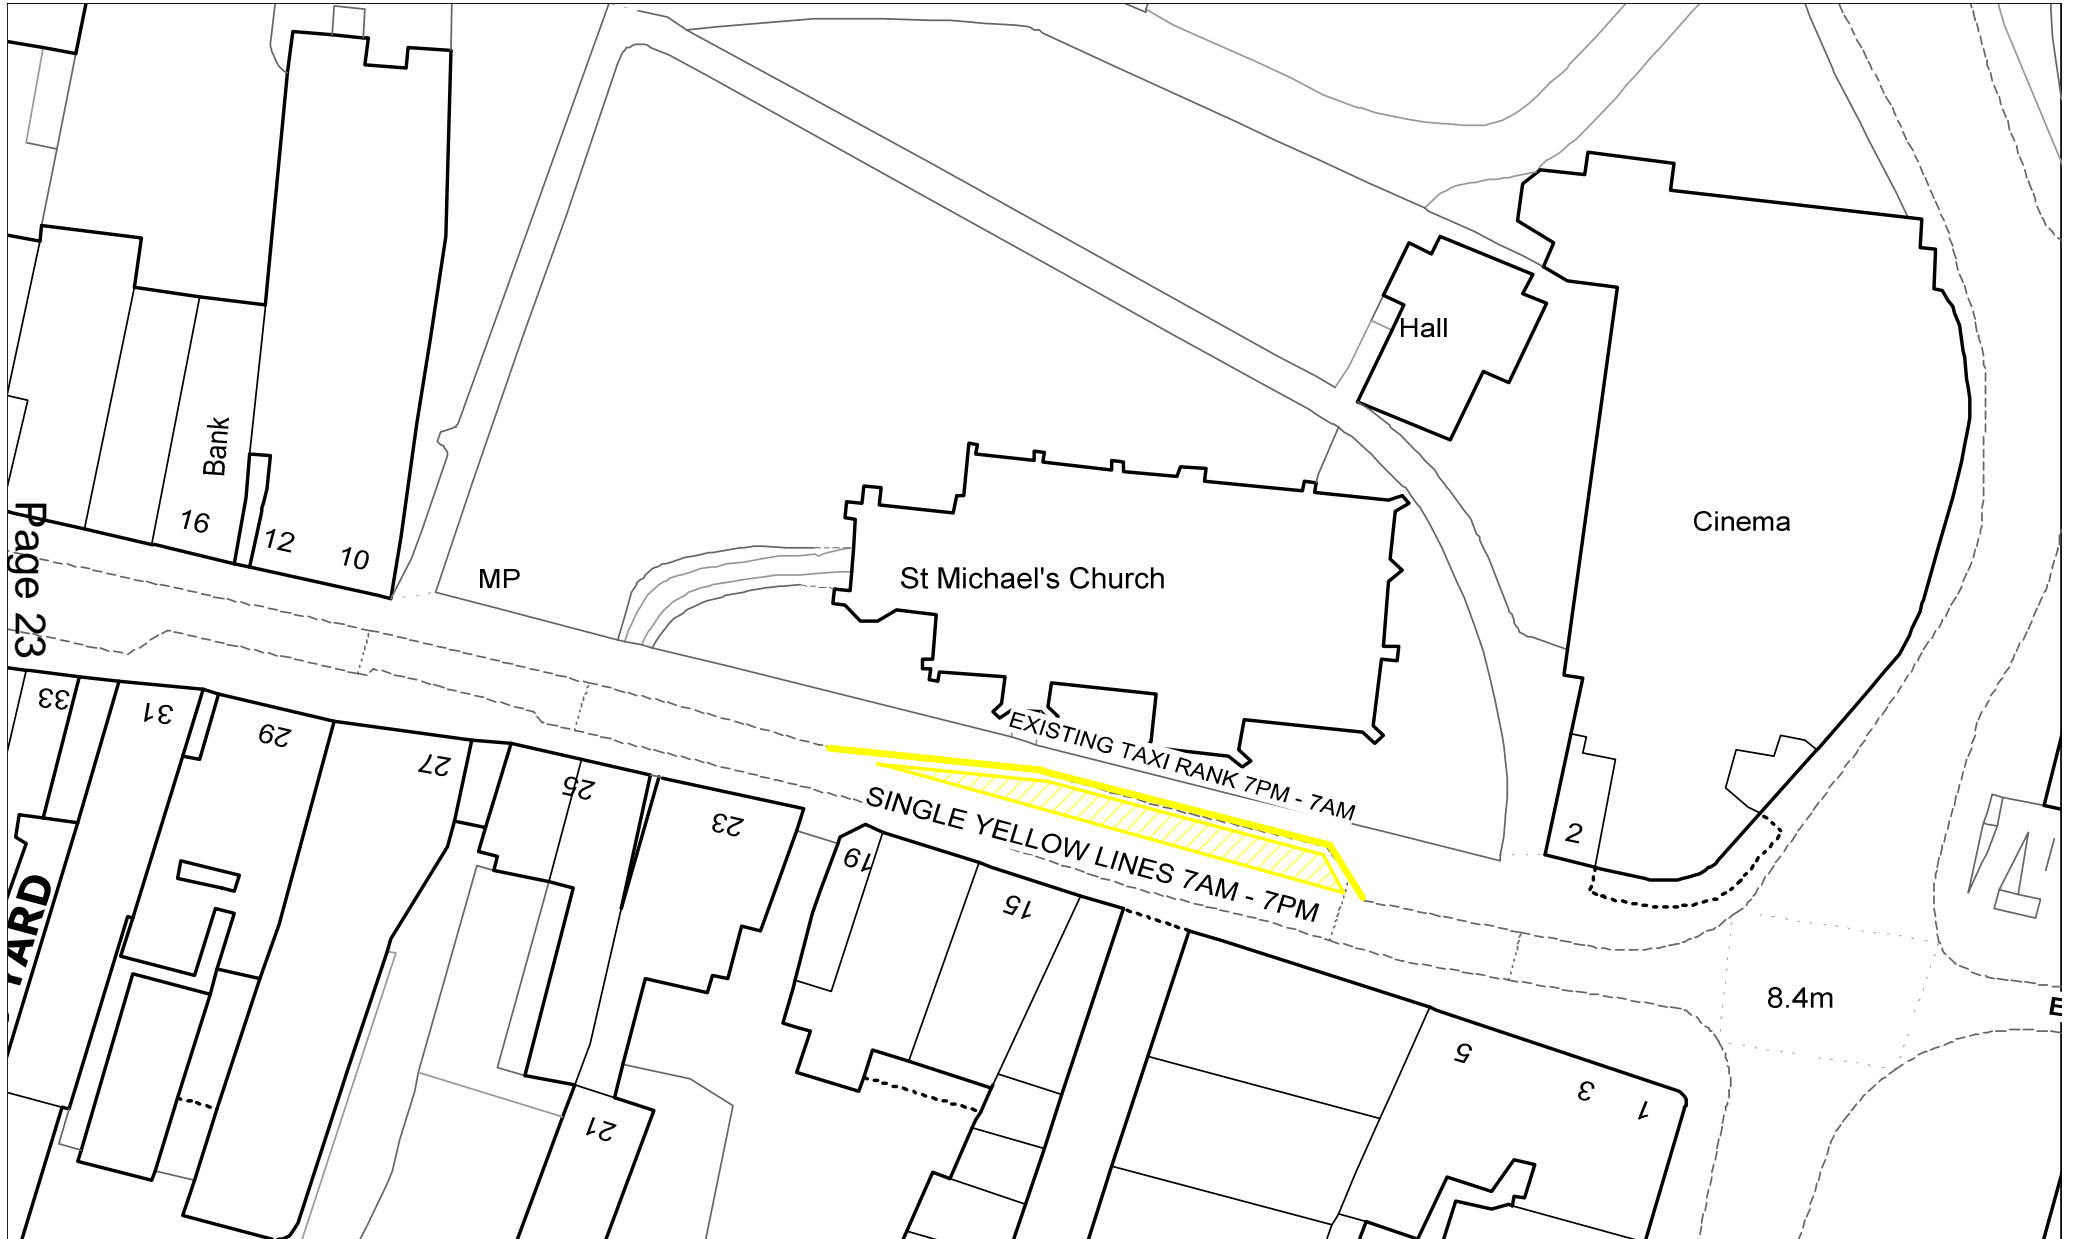 Hall
Bank
Cinema
16
12
10
MP
St Michael's Church
Page 23
33
31
29
27
25
23
EXISTING TAXI RANK 7PM - 7AM
SINGLE YELLOW LINES 7AM - 7PM
2
19
15
YARD
8.4m
E
5
3
1
21